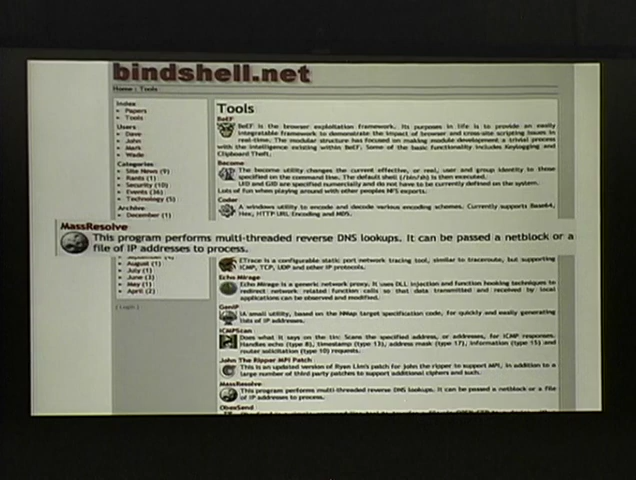 bindshell.net
Home : Tools
Index
Papers
Tools
Users
Dave
John
Mark
Wade
Categories
Site News (9)
Rants (1)
Security (10)
Events (36)
Technology (5)
Archive
December (1)
August (1)
July (1)
June (3)
May (1)
April (2)
[ Login ]
Tools
BeEF
BeEF is the browser exploitation framework. Its purposes in life is to provide an easily
integratable framework to demonstrate the impact of browser and cross-site scripting issues in
real-time. The modular structure has focused on making module development a trivial process
with the intelligence existing within BeEF. Some of the basic functionality includes Keylogging and
Clipboard Theft.
Become
The become utility changes the current effective, or real, user and group identity to those
specified on the command line. The default shell (/bin/sh) is then executed.
UID and GID are specified numerically and do not have to be currently defined on the system.
Lots of fun when playing around with other peoples NFS exports.
Coder
A windows utility to encode and decode various encoding schemes. Currently supports Base64,
Hex, HTTP URL Encoding and MD5.
MassResolve
This program performs multi-threaded reverse DNS lookups. It can be passed a netblock or a
file of IP addresses to process.
ETrace is a configurable static port network tracing tool, similar to traceroute, but supporting
ICMP, TCP, UDP and other IP protocols.
Echo Mirage
Echo Mirage is a generic network proxy. It uses DLL injection and function hooking techniques to
redirect network related function calls so that data transmitted and received by local
applications can be observed and modified.
GenIP
A small utility, based on the NMap target specification code, for quickly and easily generating
lists of IP addresses.
ICMPScan
Does what it says on the tin: Scans the specified address, or addresses, for ICMP responses.
Handles echo (type 8), timestamp (type 13), address mask (type 17), information (type 15) and
router solicitation (type 10) requests.
John The Ripper MPI Patch
This is an updated version of Ryan Lim's patch for john the ripper to support MPI, in addition to a
large number of third party patches to support additional ciphers and such.
MassResolve
This program performs multi-threaded reverse DNS lookups. It can be passed a netblock or a file
of IP addresses to process.
ObexSend